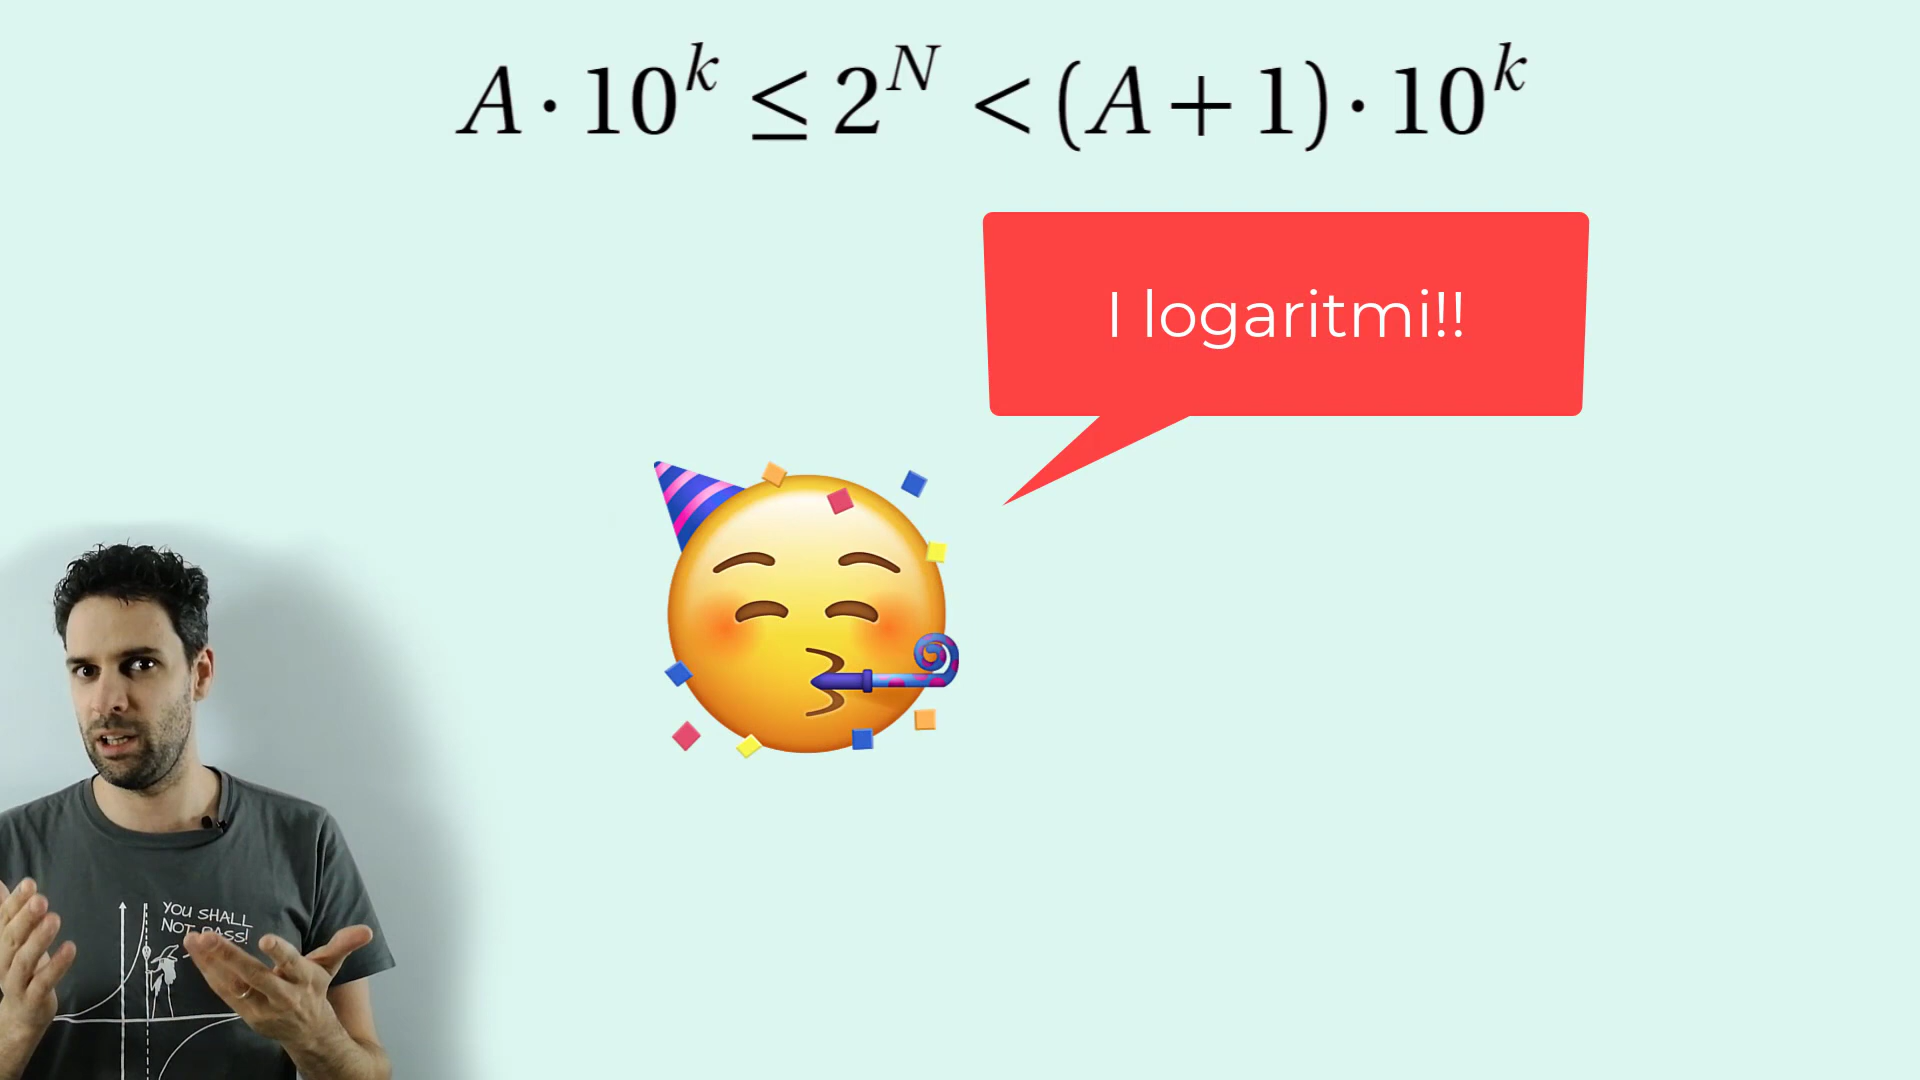 A · 10^k ≤ 2^N < (A + 1) · 10^k
I logaritmi!!
YOU SHALL
NOT PASS!